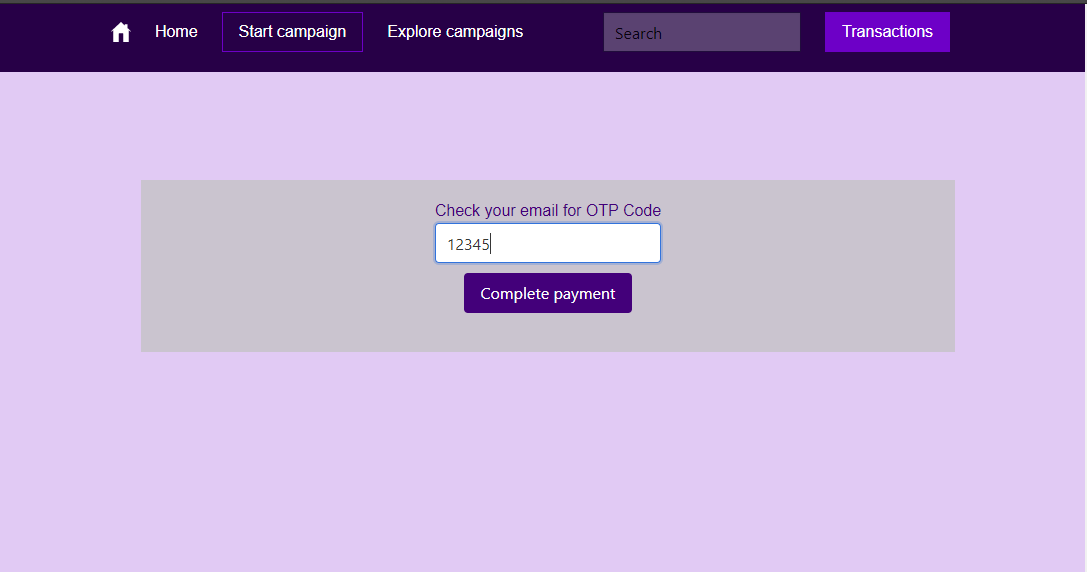 Home Start campaign Explore campaigns Search Transactions
Check your email for OTP Code
12345
Complete payment